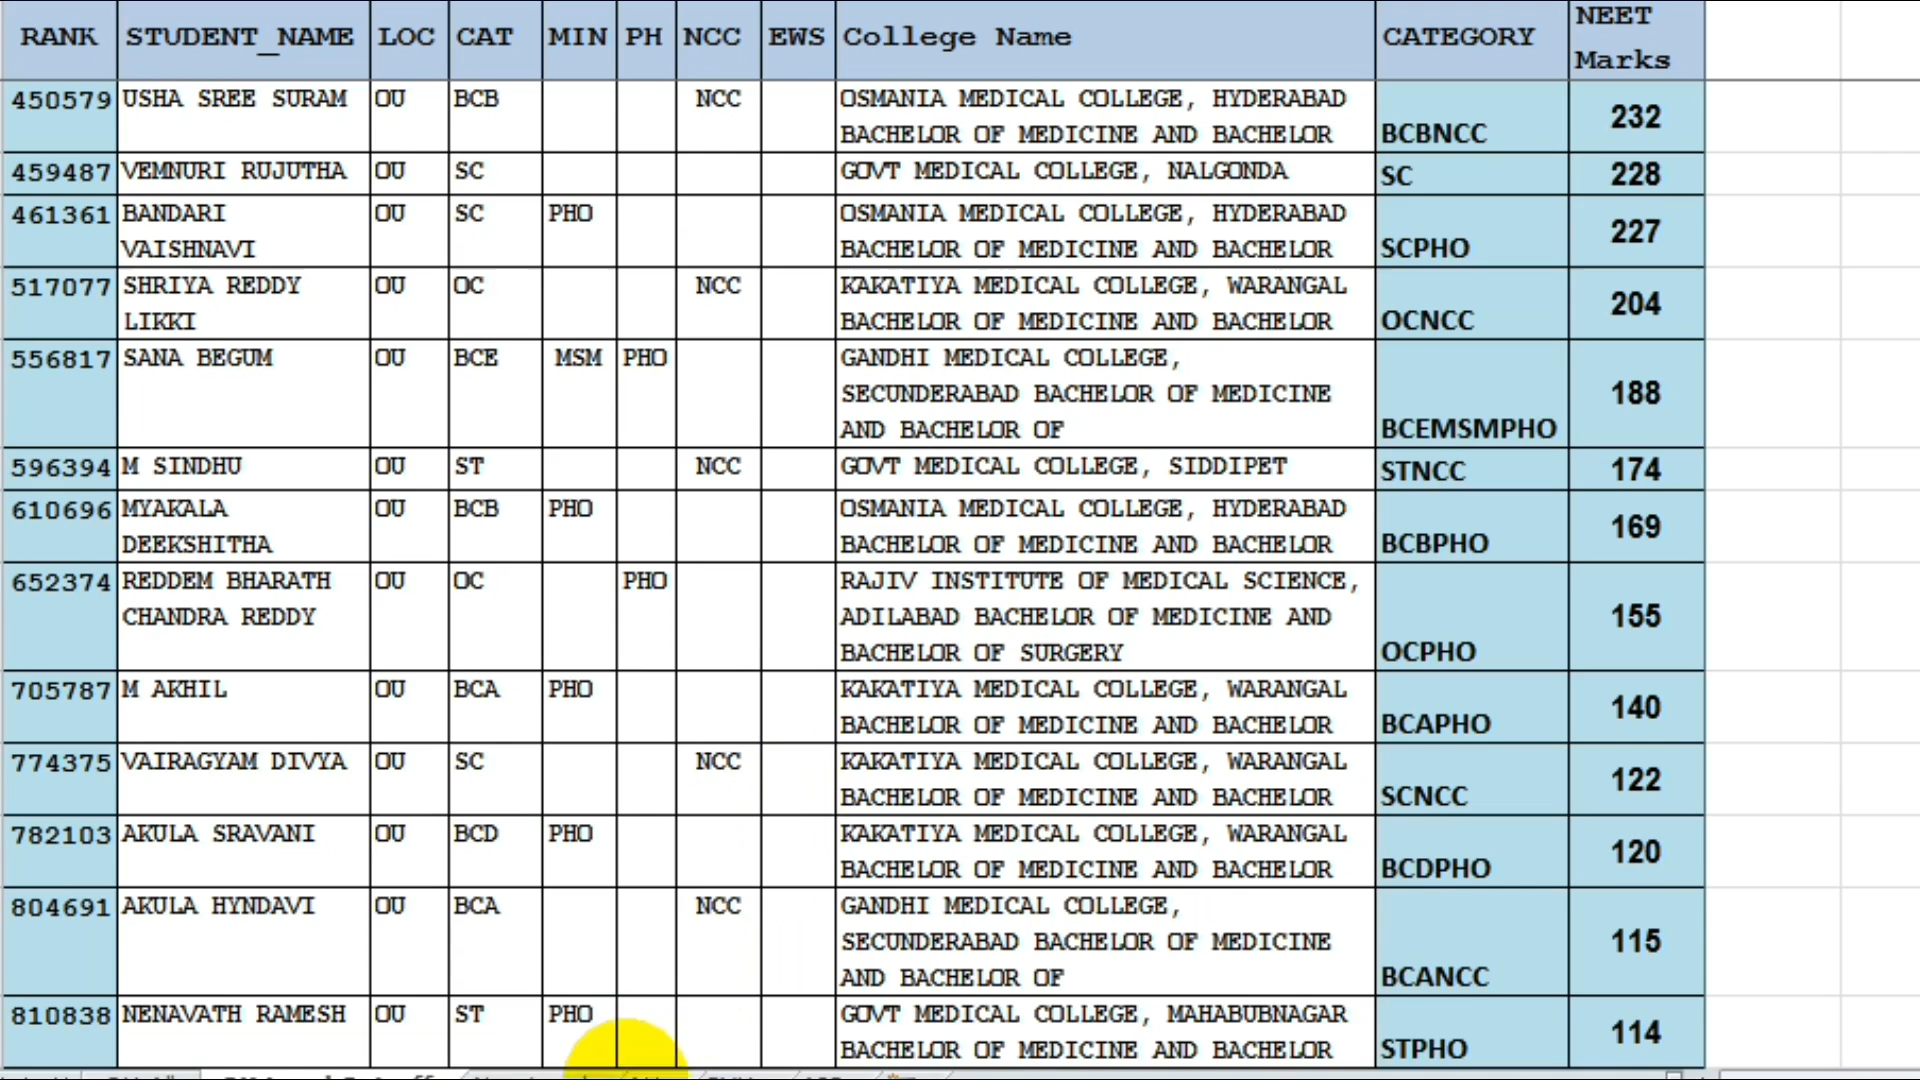 RANK STUDENT_NAME LOC CAT MIN PH NCC EWS College Name CATEGORY NEET Marks
450579 USHA SREE SURAM OU BCB NCC OSMANIA MEDICAL COLLEGE, HYDERABAD
BACHELOR OF MEDICINE AND BACHELOR BCBNCC 232
459487 VEMNURI RUJUTHA OU SC GOVT MEDICAL COLLEGE, NALGONDA SC 228
461361 BANDARI OU SC PHO OSMANIA MEDICAL COLLEGE, HYDERABAD
VAISHNAVI BACHELOR OF MEDICINE AND BACHELOR SCPHO 227
517077 SHRIYA REDDY OU OC NCC KAKATIYA MEDICAL COLLEGE, WARANGAL
LIKKI BACHELOR OF MEDICINE AND BACHELOR OCNCC 204
556817 SANA BEGUM OU BCE MSM PHO GANDHI MEDICAL COLLEGE,
SECUNDERABAD BACHELOR OF MEDICINE
AND BACHELOR OF BCEMSMPHO 188
596394 M SINDHU OU ST NCC GOVT MEDICAL COLLEGE, SIDDIPET STNCC 174
610696 MYAKALA OU BCB PHO OSMANIA MEDICAL COLLEGE, HYDERABAD
DEEKSHITHA BACHELOR OF MEDICINE AND BACHELOR BCBPHO 169
652374 REDDEM BHARATH OU OC PHO RAJIV INSTITUTE OF MEDICAL SCIENCE,
CHANDRA REDDY ADILABAD BACHELOR OF MEDICINE AND
BACHELOR OF SURGERY OCPHO 155
705787 M AKHIL OU BCA PHO KAKATIYA MEDICAL COLLEGE, WARANGAL
BACHELOR OF MEDICINE AND BACHELOR BCAPHO 140
774375 VAIRAGYAM DIVYA OU SC NCC KAKATIYA MEDICAL COLLEGE, WARANGAL
BACHELOR OF MEDICINE AND BACHELOR SCNCC 122
782103 AKULA SRAVANI OU BCD PHO KAKATIYA MEDICAL COLLEGE, WARANGAL
BACHELOR OF MEDICINE AND BACHELOR BCDPHO 120
804691 AKULA HYNDAVI OU BCA NCC GANDHI MEDICAL COLLEGE,
SECUNDERABAD BACHELOR OF MEDICINE
AND BACHELOR OF BCANCC 115
810838 NENAVATH RAMESH OU ST PHO GOVT MEDICAL COLLEGE, MAHABUBNAGAR
BACHELOR OF MEDICINE AND BACHELOR STPHO 114